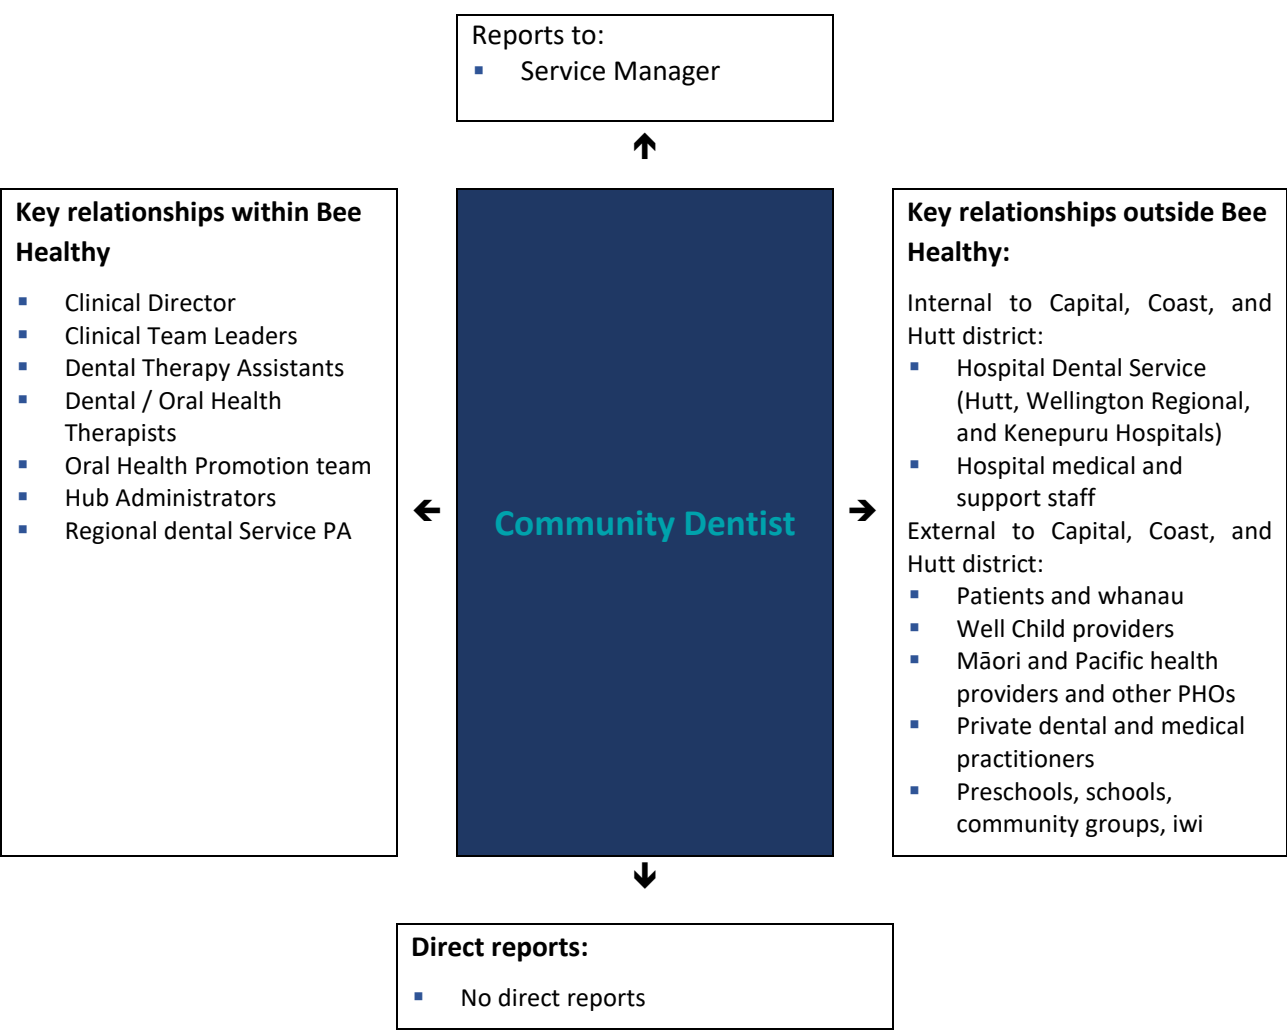 Reports to:
▪ Service Manager
↑
Key relationships within Bee
Healthy
▪ Clinical Director
▪ Clinical Team Leaders
▪ Dental Therapy Assistants
▪ Dental / Oral Health
Therapists
▪ Oral Health Promotion team
▪ Hub Administrators
▪ Regional dental Service PA
←
Community Dentist
→
Key relationships outside Bee
Healthy:
Internal to Capital, Coast, and
Hutt district:
▪ Hospital Dental Service
(Hutt, Wellington Regional,
and Kenepuru Hospitals)
▪ Hospital medical and
support staff
External to Capital, Coast, and
Hutt district:
▪ Patients and whanau
▪ Well Child providers
▪ Māori and Pacific health
providers and other PHOs
▪ Private dental and medical
practitioners
▪ Preschools, schools,
community groups, iwi
↓
Direct reports:
▪ No direct reports